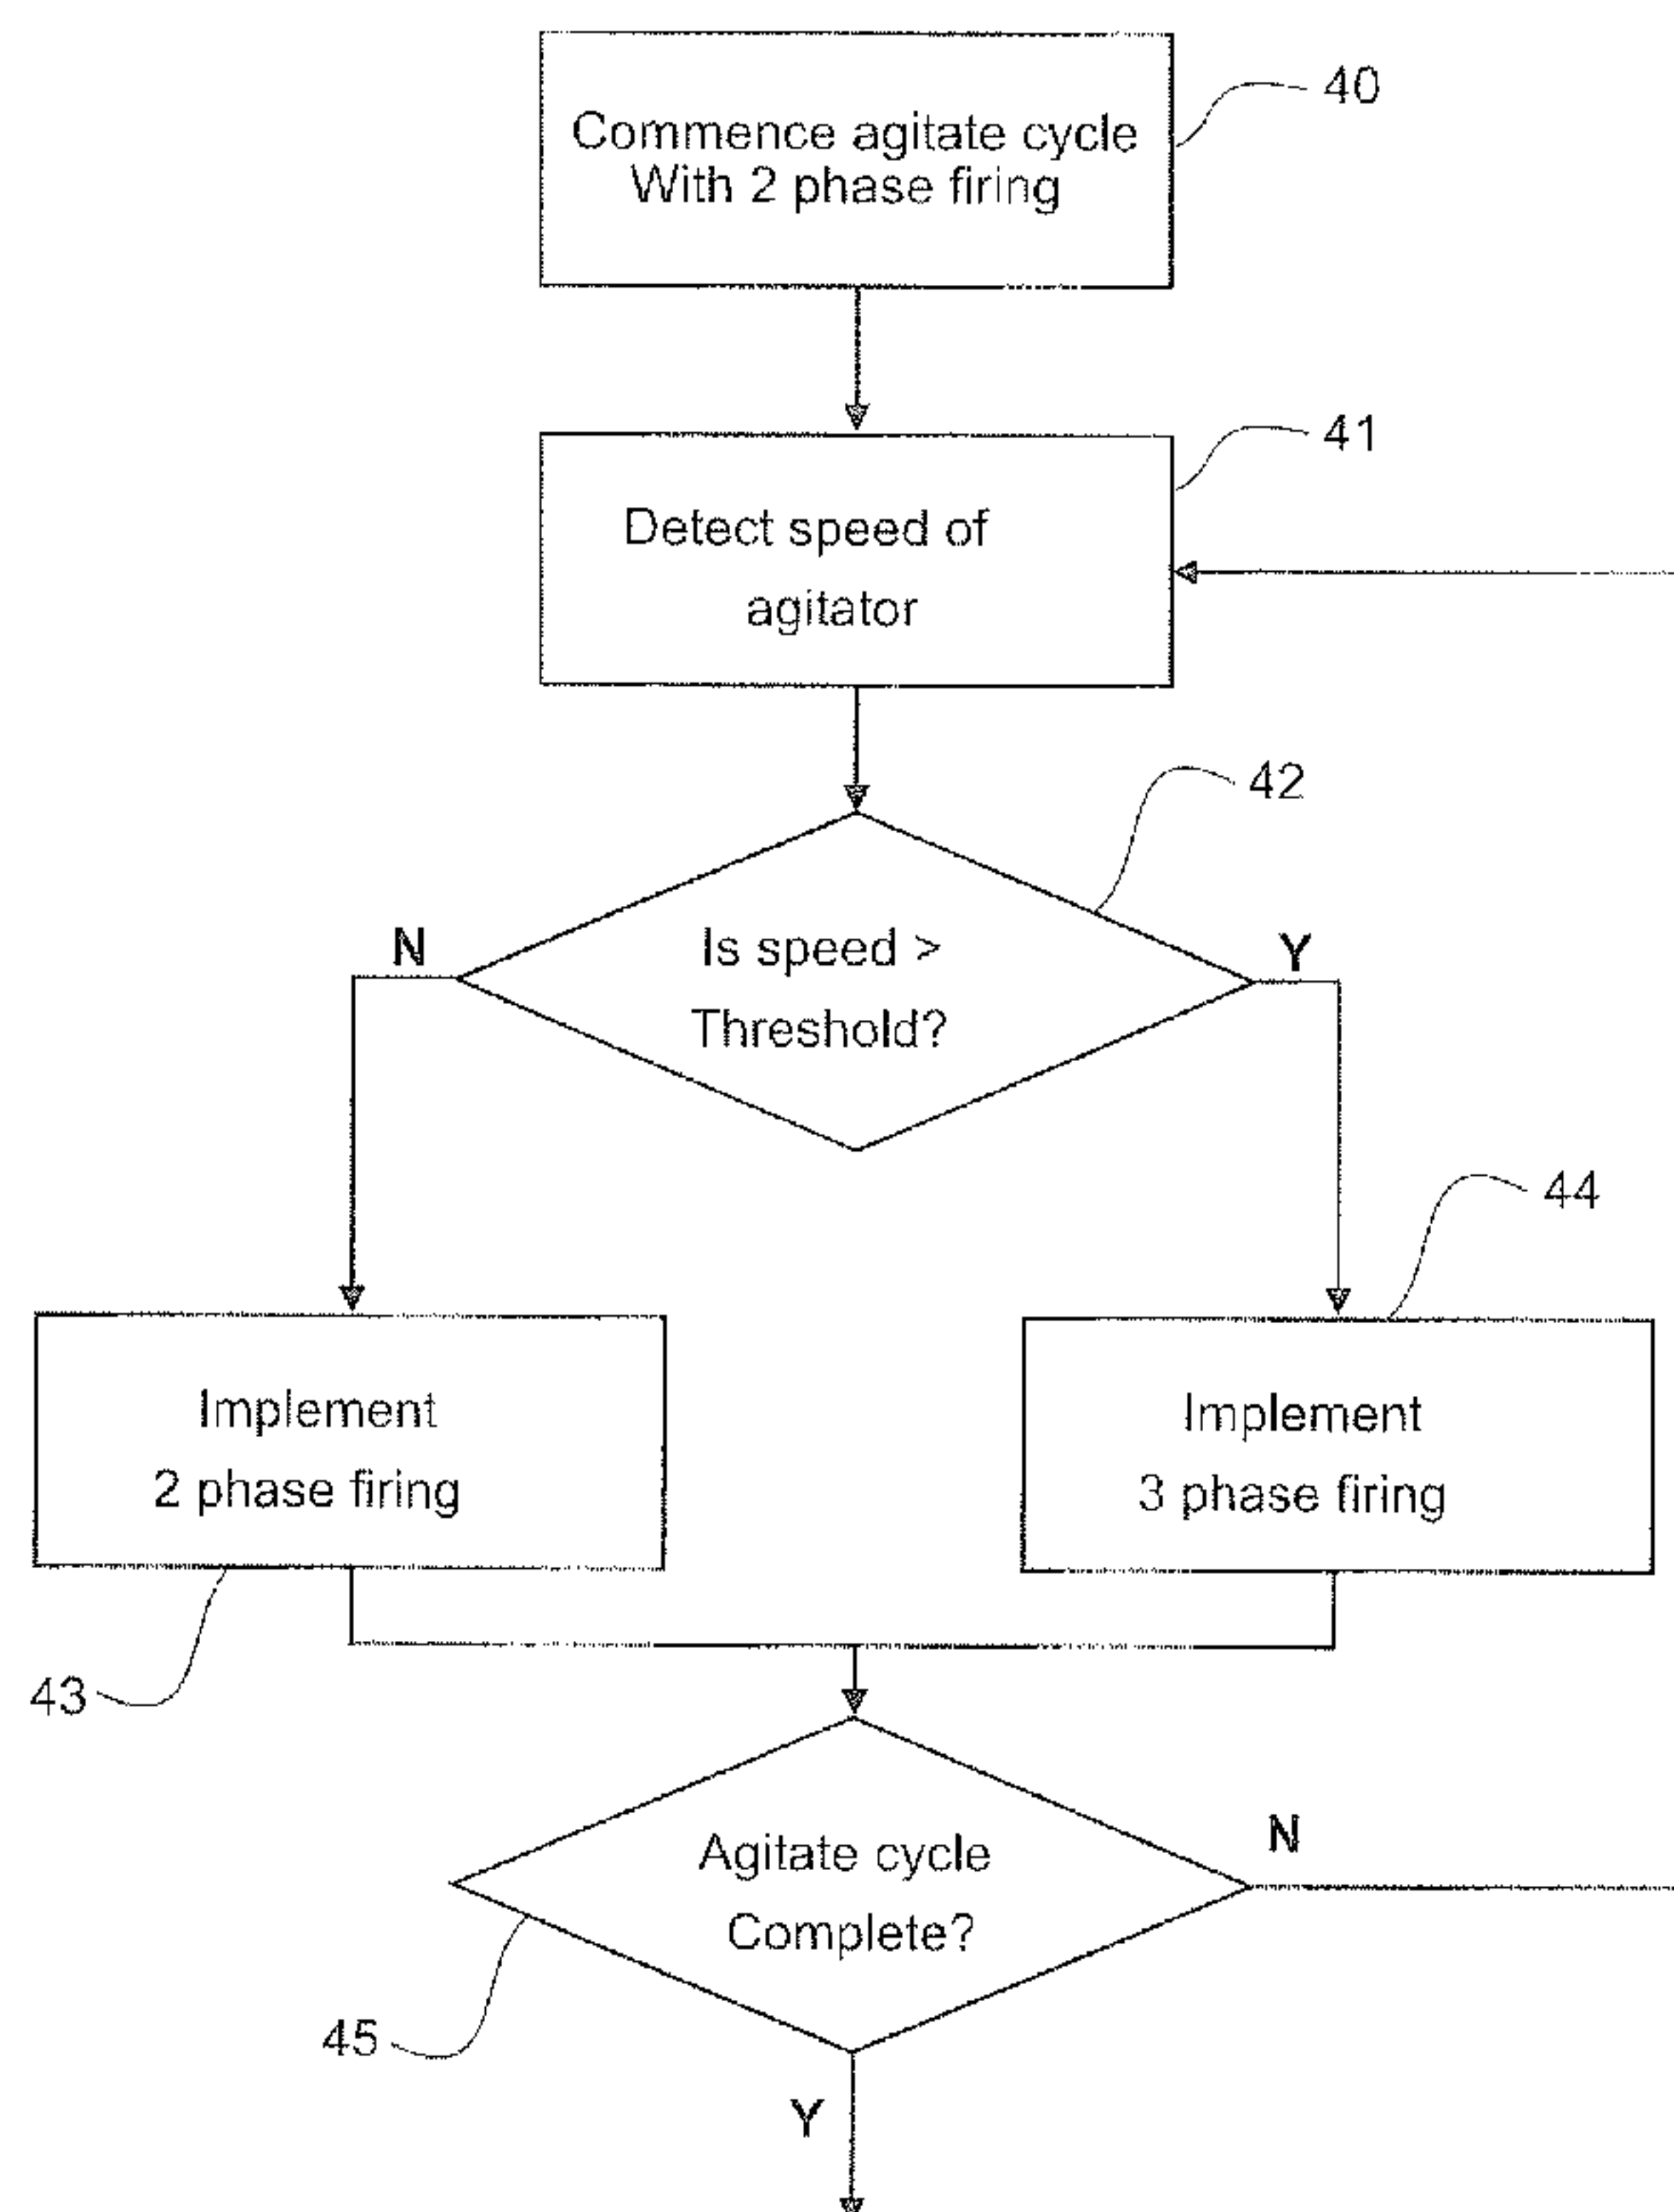 Commence agitate cycle
With 2 phase firing
40
Detect speed of
agitator
41
Is speed >
Threshold?
42
N
Y
Implement
2 phase firing
43
Implement
3 phase firing
44
Agitate cycle
Complete?
45
N
Y